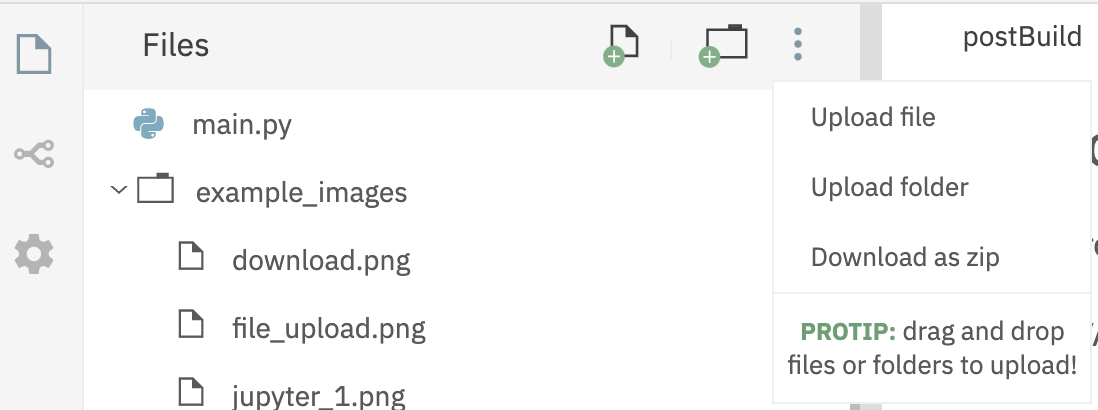 Files
postBuild
main.py
example_images
download.png
file_upload.png
jupyter_1.png
Upload file
Upload folder
Download as zip
PROTIP: drag and drop
files or folders to upload!